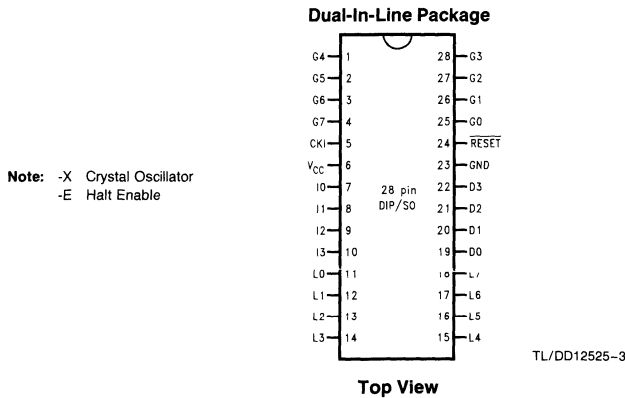 Dual-In-Line Package
G4 1 28 G3
G5 2 27 G2
G6 3 26 G1
G7 4 25 G0
CKI 5 24 RESET
VCC 6 23 GND
Note: -X Crystal Oscillator
-E Halt Enable
I0 7 28 pin 22 D3
I1 8 DIP/SO 21 D2
I2 9 20 D1
I3 10 19 D0
L0 11
L1 12 17 L6
L2 13 16 L5
L3 14 15 L4
TL/DD12525-3
Top View